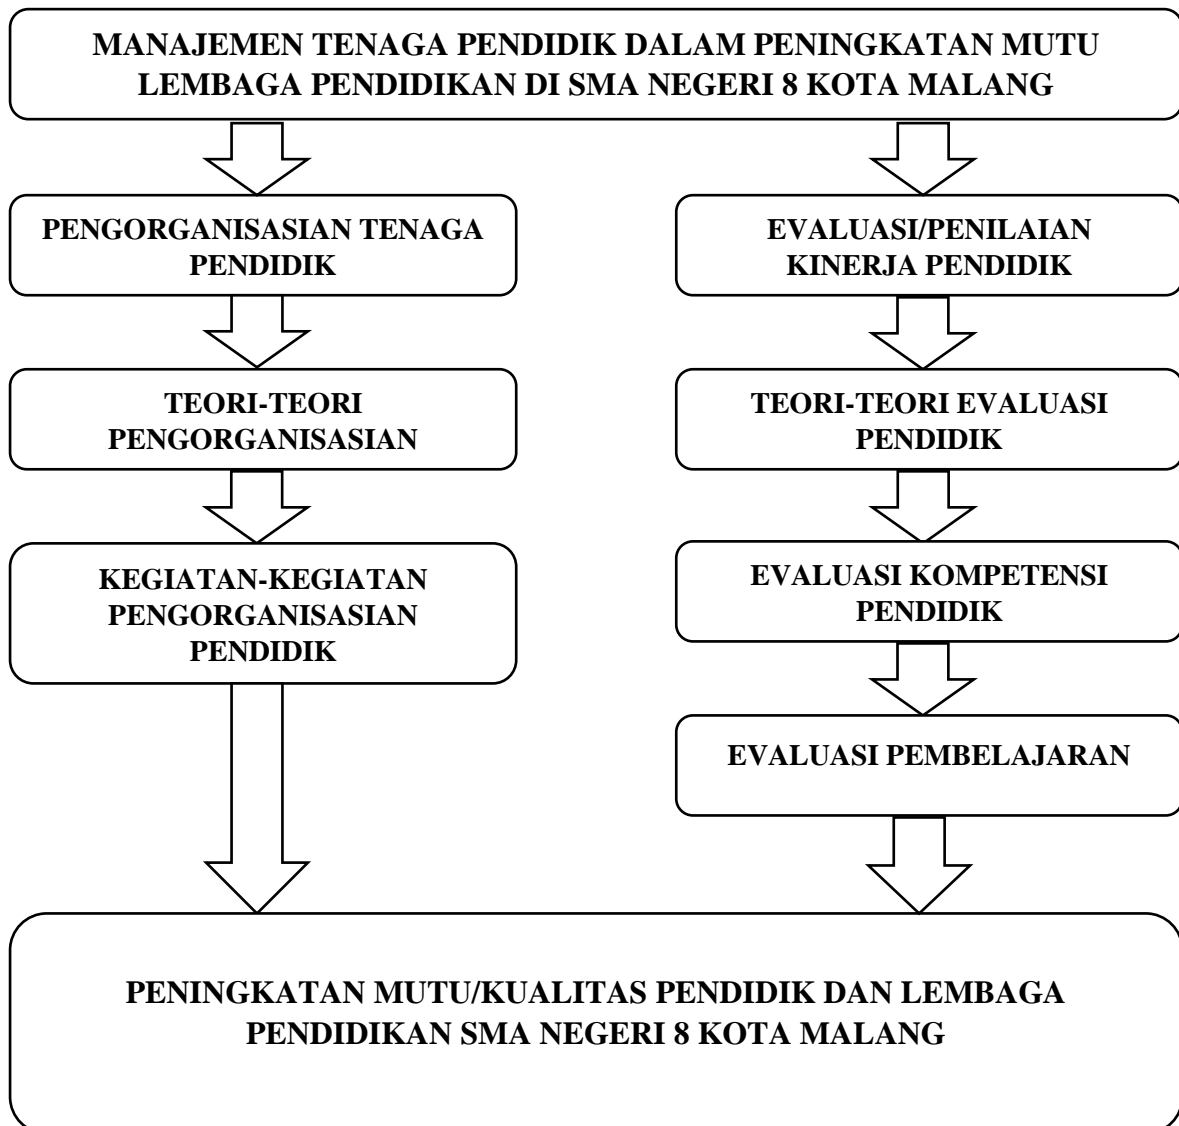 MANAJEMEN TENAGA PENDIDIK DALAM PENINGKATAN MUTU
LEMBAGA PENDIDIKAN DI SMA NEGERI 8 KOTA MALANG
PENGORGANISASIAN TENAGA
PENDIDIK
TEORI-TEORI
PENGORGANISASIAN
KEGIATAN-KEGIATAN
PENGORGANISASIAN
PENDIDIK
EVALUASI/PENILAIAN
KINERJA PENDIDIK
TEORI-TEORI EVALUASI
PENDIDIK
EVALUASI KOMPETENSI
PENDIDIK
EVALUASI PEMBELAJARAN
PENINGKATAN MUTU/KUALITAS PENDIDIK DAN LEMBAGA
PENDIDIKAN SMA NEGERI 8 KOTA MALANG